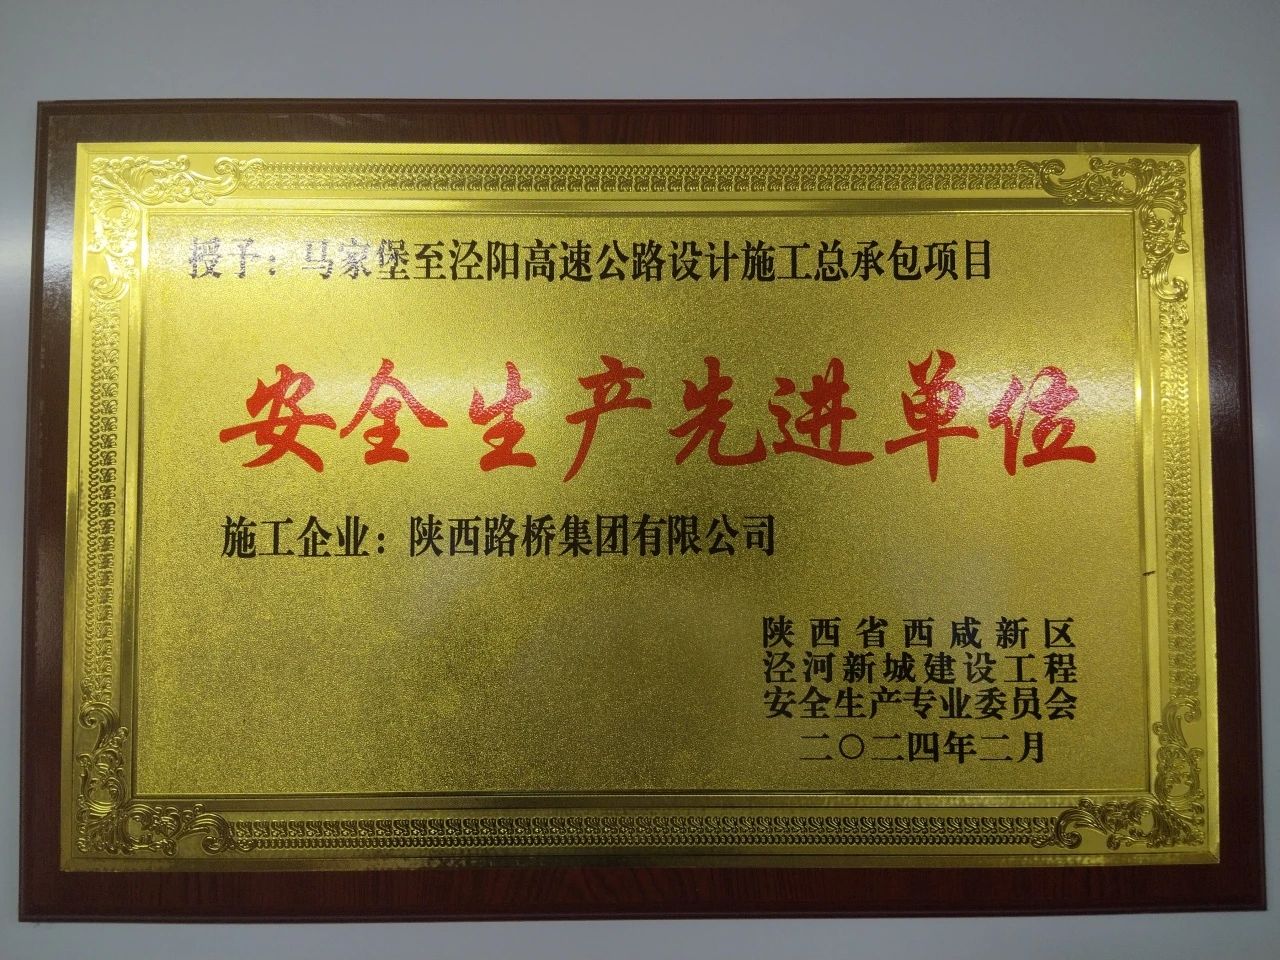 授予：马家堡至泾阳高速公路设计施工总承包项目
安全生产先进单位
施工企业：陕西路桥集团有限公司
陕西省西咸新区
泾河新城建设工程
安全生产专业委员会
二〇二四年二月